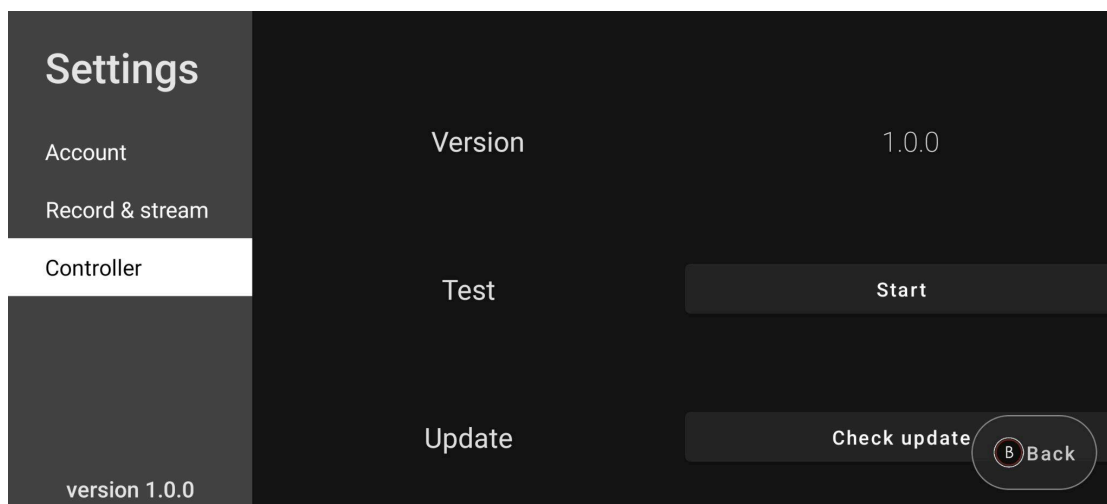 Settings
Account
Record & stream
Controller
version 1.0.0
Version 1.0.0
Test Start
Update Check update
B Back